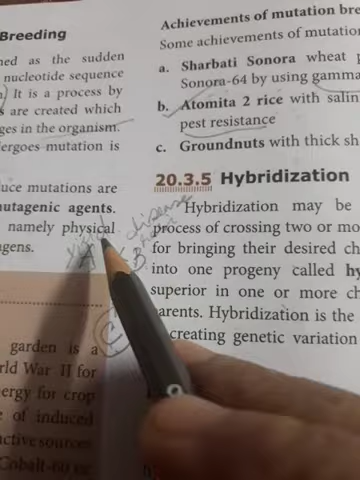 Breeding
ned as the sudden
nucleotide sequence
It is a process by
s are created which
ges in the organism.
ergoes mutation is
uce mutations are
utagenic agents.
namely physical
agens.
garden is a
rld War II for
ergy for crop
e of induced
active sources
Cobalt-60 or
Achievements of mutation bre
Some achievements of mutation
a. Sharbati Sonora wheat p
Sonora-64 by using gamma
b. Atomita 2 rice with salin
pest resistance
c. Groundnuts with thick sh
20.3.5 Hybridization
Hybridization may be
process of crossing two or mo
for bringing their desired ch
into one progeny called hy
superior in one or more ch
parents. Hybridization is the
creating genetic variation
disease
A
B
C